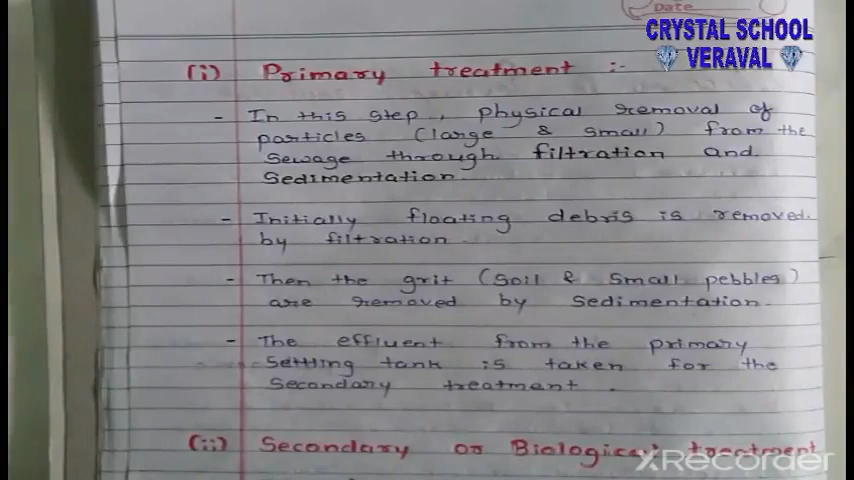 Date
CRYSTAL SCHOOL
VERAVAL
(i) Primary treatment :-
- In this step, physical removal of
particles (large & small) from the
sewage through filtration and
sedimentation.
- Initially floating debris is removed
by filtration.
- Then the grit (soil & small pebbles)
are removed by sedimentation.
- The effluent from the primary
settling tank is taken for the
secondary treatment.
(ii) Secondary or Biological treatment
XRecorder